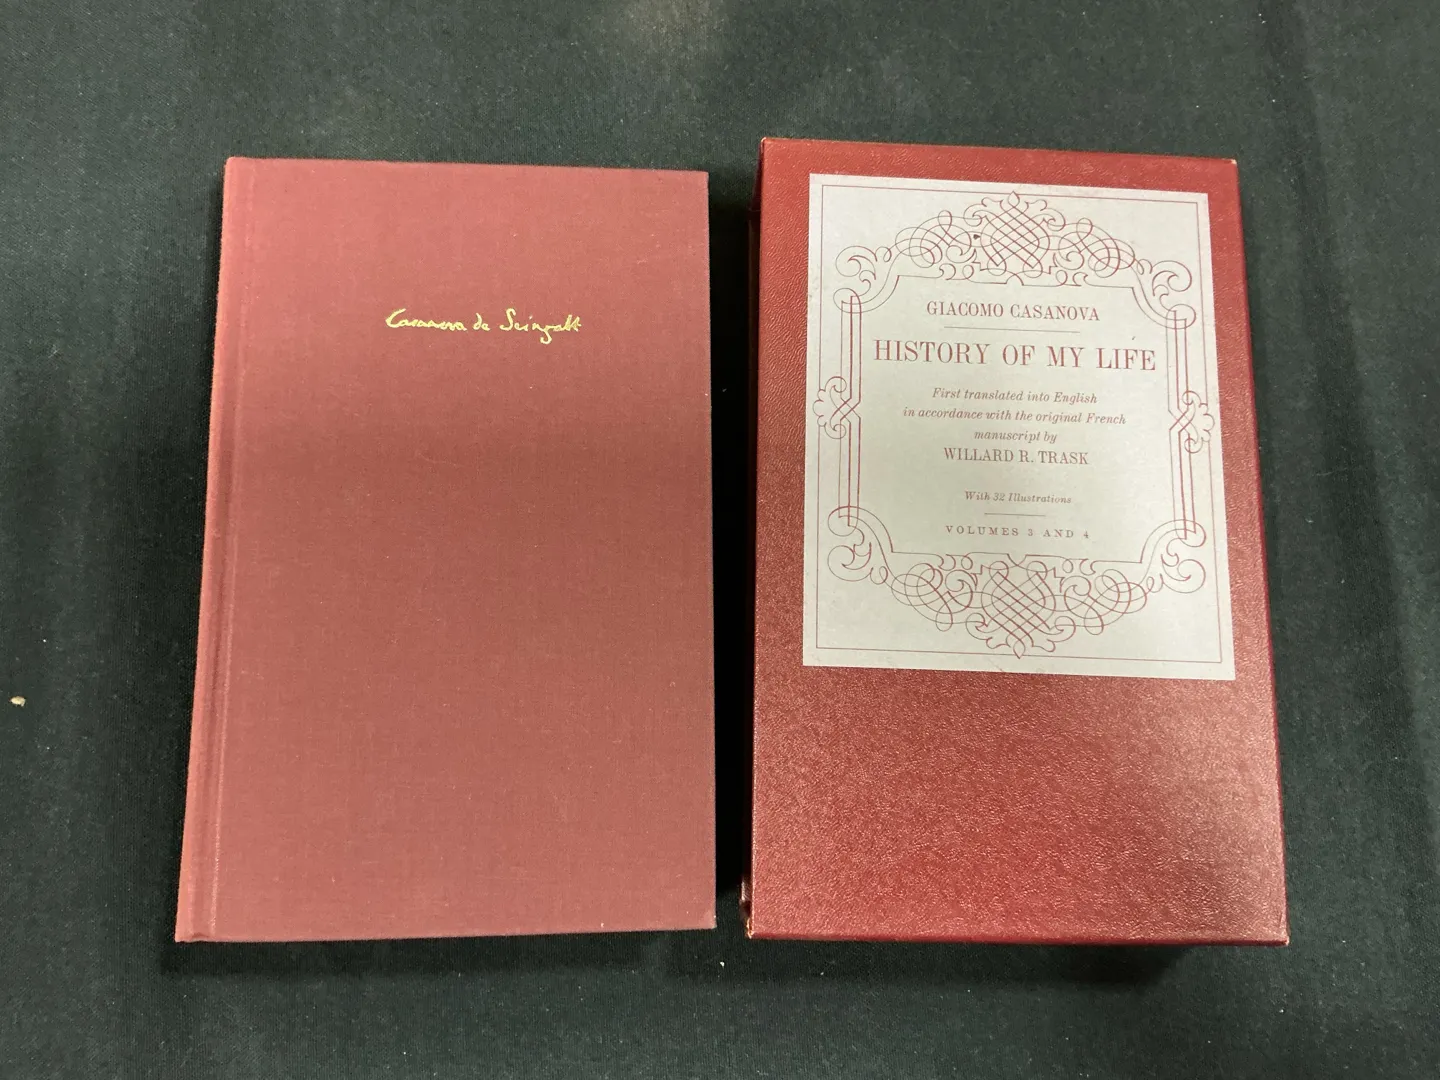 Casanova de Seingalt
GIACOMO CASANOVA
HISTORY OF MY LIFE
First translated into English
in accordance with the original French
manuscript by
WILLARD R. TRASK
With 32 Illustrations
VOLUMES 3 AND 4